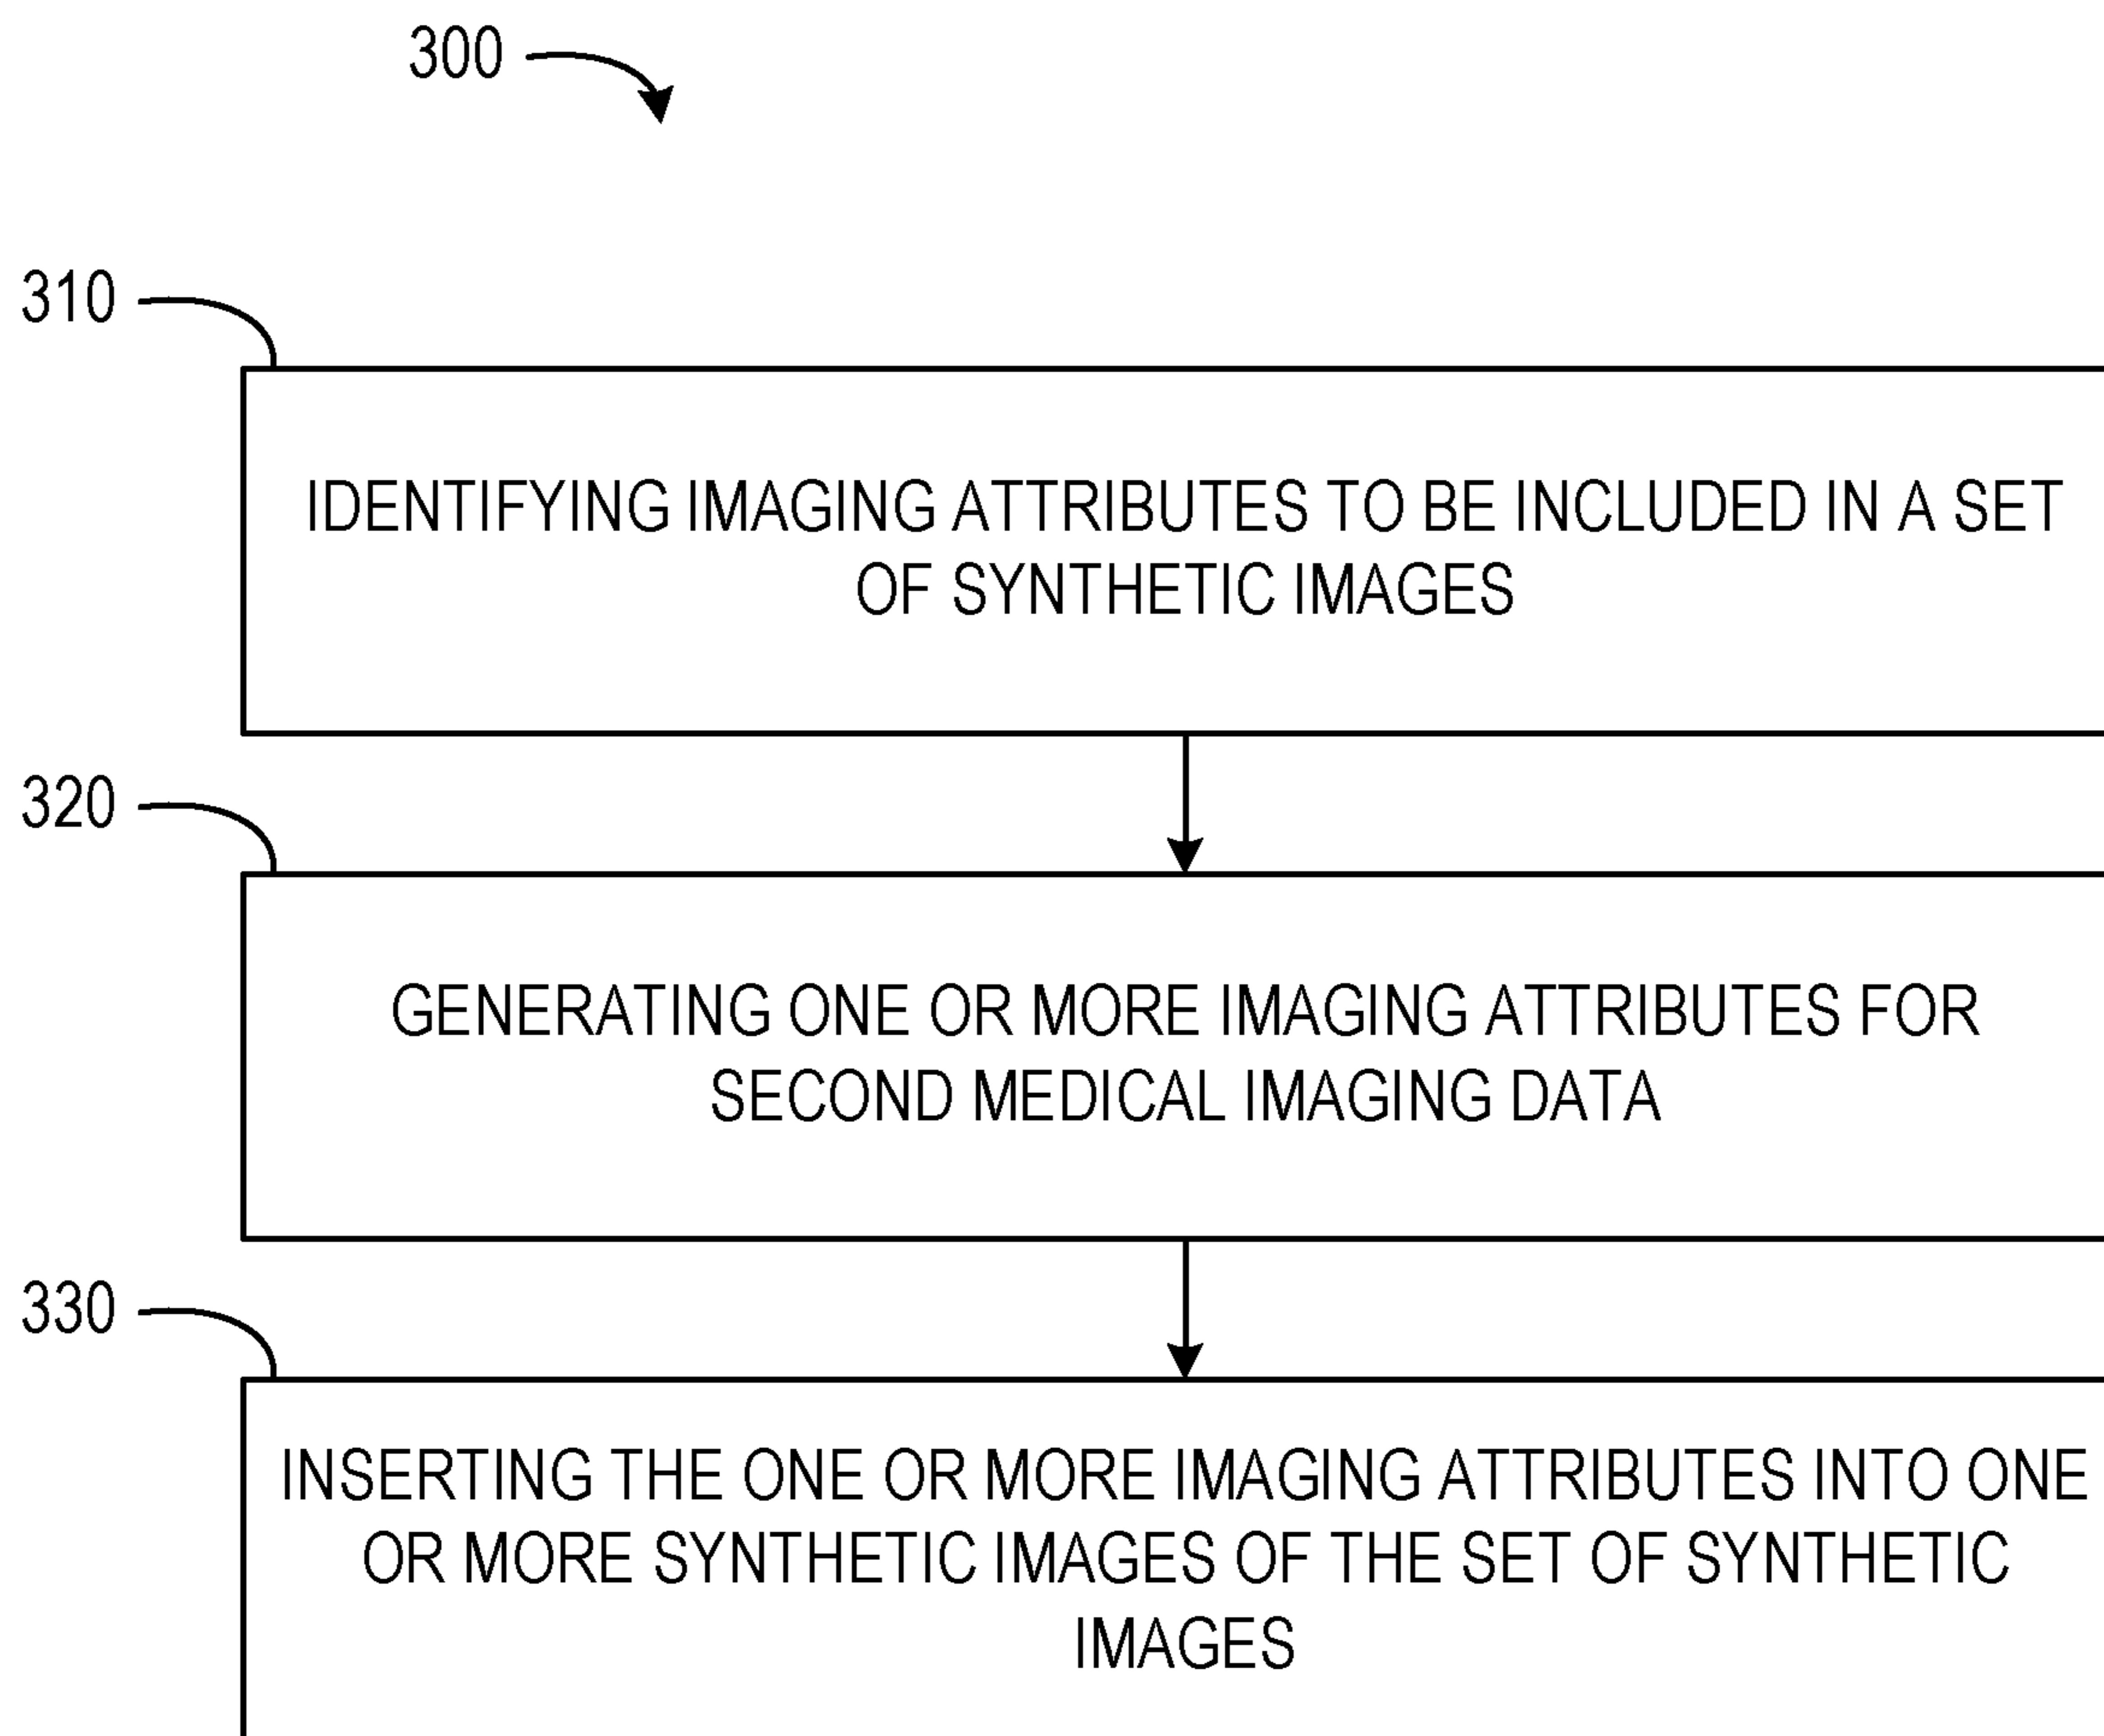 300
310
IDENTIFYING IMAGING ATTRIBUTES TO BE INCLUDED IN A SET
OF SYNTHETIC IMAGES
320
GENERATING ONE OR MORE IMAGING ATTRIBUTES FOR
SECOND MEDICAL IMAGING DATA
330
INSERTING THE ONE OR MORE IMAGING ATTRIBUTES INTO ONE
OR MORE SYNTHETIC IMAGES OF THE SET OF SYNTHETIC
IMAGES